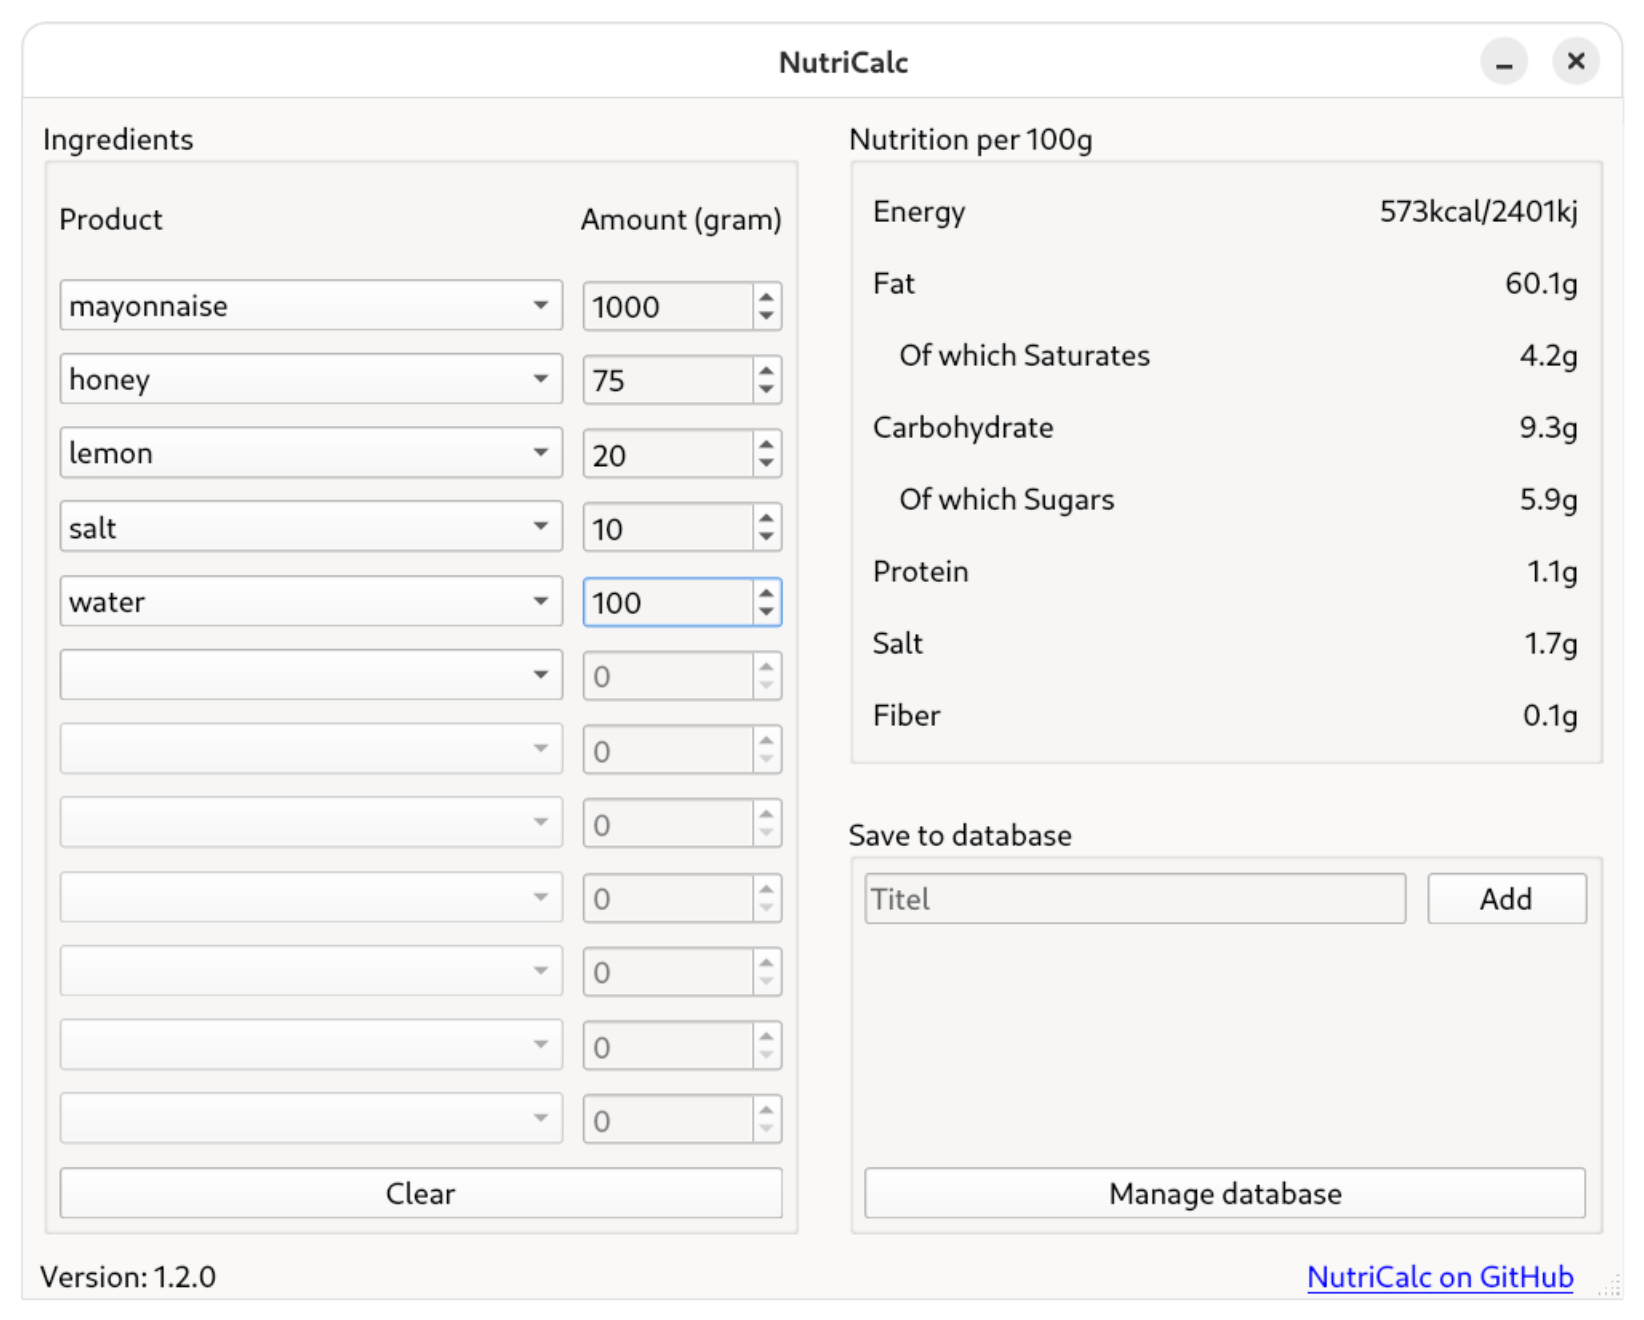 NutriCalc
Ingredients
Product Amount (gram)
mayonnaise 1000
honey 75
lemon 20
salt 10
water 100
0
0
0
0
0
0
0
Clear
Version: 1.2.0
Nutrition per 100g
Energy 573kcal/2401kj
Fat 60.1g
Of which Saturates 4.2g
Carbohydrate 9.3g
Of which Sugars 5.9g
Protein 1.1g
Salt 1.7g
Fiber 0.1g
Save to database
Titel Add
Manage database
NutriCalc on GitHub